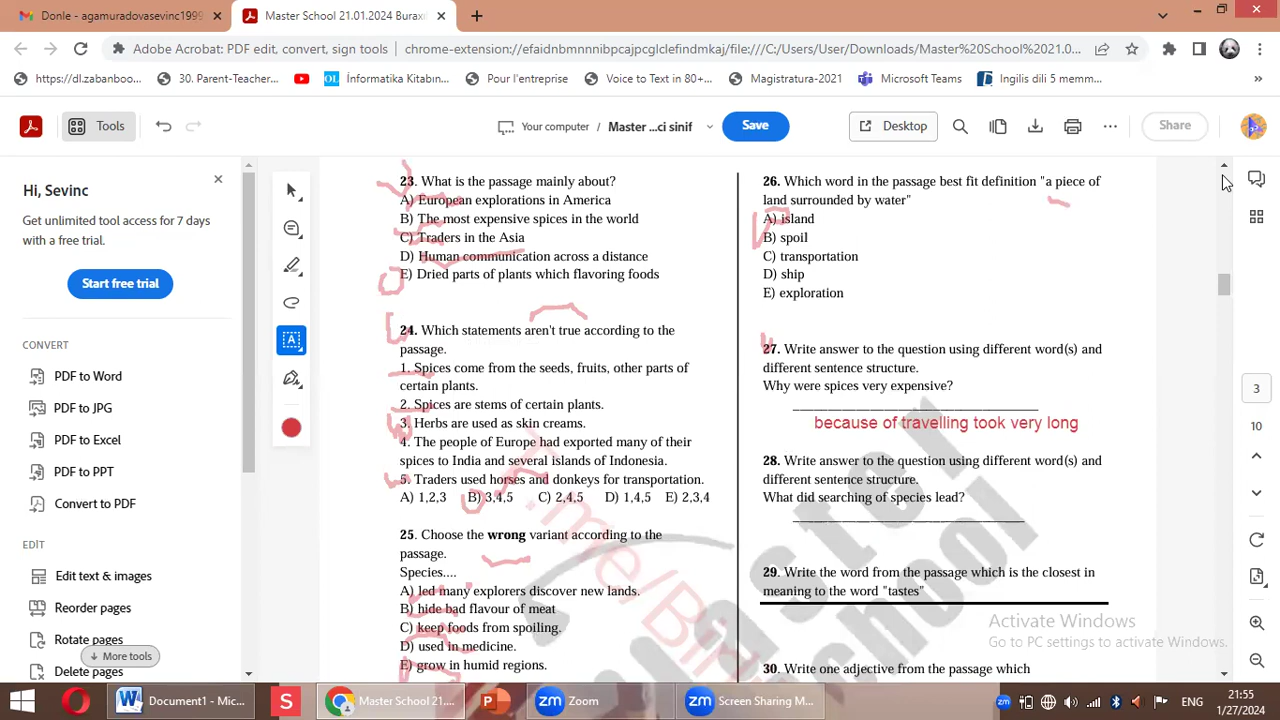 Donle - agamuradovasevinc1999
Master School 21.01.2024 Burax
Adobe Acrobat: PDF edit, convert, sign tools | chrome-extension://efaidnbmnnnibpcajpcglclefindmkaj/file:///C:/Users/User/Downloads/Master%20School%2021.0...
https://dl.zabanboo...
30. Parent-Teacher...
İnformatika Kitabın...
Pour l'entreprise
Voice to Text in 80+...
Magistratura-2021
Microsoft Teams
Ingilis dili 5 memm...
Tools
Your computer / Master ...ci sinif
Save
Desktop
Share
Hi, Sevinc
Get unlimited tool access for 7 days
with a free trial.
Start free trial
CONVERT
PDF to Word
PDF to JPG
PDF to Excel
PDF to PPT
Convert to PDF
EDIT
Edit text & images
Reorder pages
Rotate pages
More tools
Delete pages
23. What is the passage mainly about?
A) European explorations in America
B) The most expensive spices in the world
C) Traders in the Asia
D) Human communication across a distance
E) Dried parts of plants which flavoring foods
24. Which statements aren't true according to the
passage.
1. Spices come from the seeds, fruits, other parts of
certain plants.
2. Spices are stems of certain plants.
3. Herbs are used as skin creams.
4. The people of Europe had exported many of their
spices to India and several islands of Indonesia.
5. Traders used horses and donkeys for transportation.
A) 1,2,3 B) 3,4,5 C) 2,4,5 D) 1,4,5 E) 2,3,4
25. Choose the wrong variant according to the
passage.
Species....
A) led many explorers discover new lands.
B) hide bad flavour of meat
C) keep foods from spoiling.
D) used in medicine.
E) grow in humid regions.
26. Which word in the passage best fit definition "a piece of
land surrounded by water"
A) island
B) spoil
C) transportation
D) ship
E) exploration
27. Write answer to the question using different word(s) and
different sentence structure.
Why were spices very expensive?
because of travelling took very long
28. Write answer to the question using different word(s) and
different sentence structure.
What did searching of species lead?
29. Write the word from the passage which is the closest in
meaning to the word "tastes"
30. Write one adjective from the passage which
Master
School
Activate Windows
Go to PC settings to activate Windows.
3
10
Document1 - Mic...
Master School 21....
Zoom
Screen Sharing M...
ENG
21:55
1/27/2024